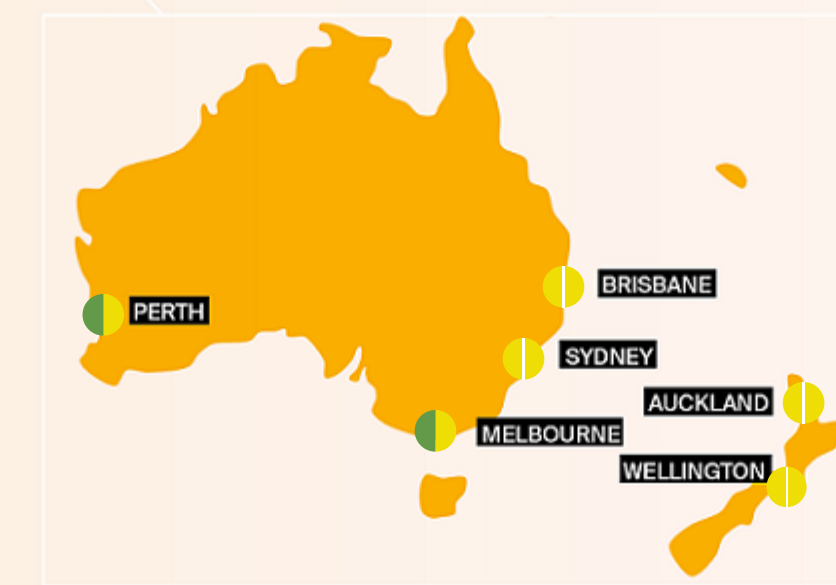 BRISBANE
PERTH
SYDNEY
AUCKLAND
MELBOURNE
WELLINGTON